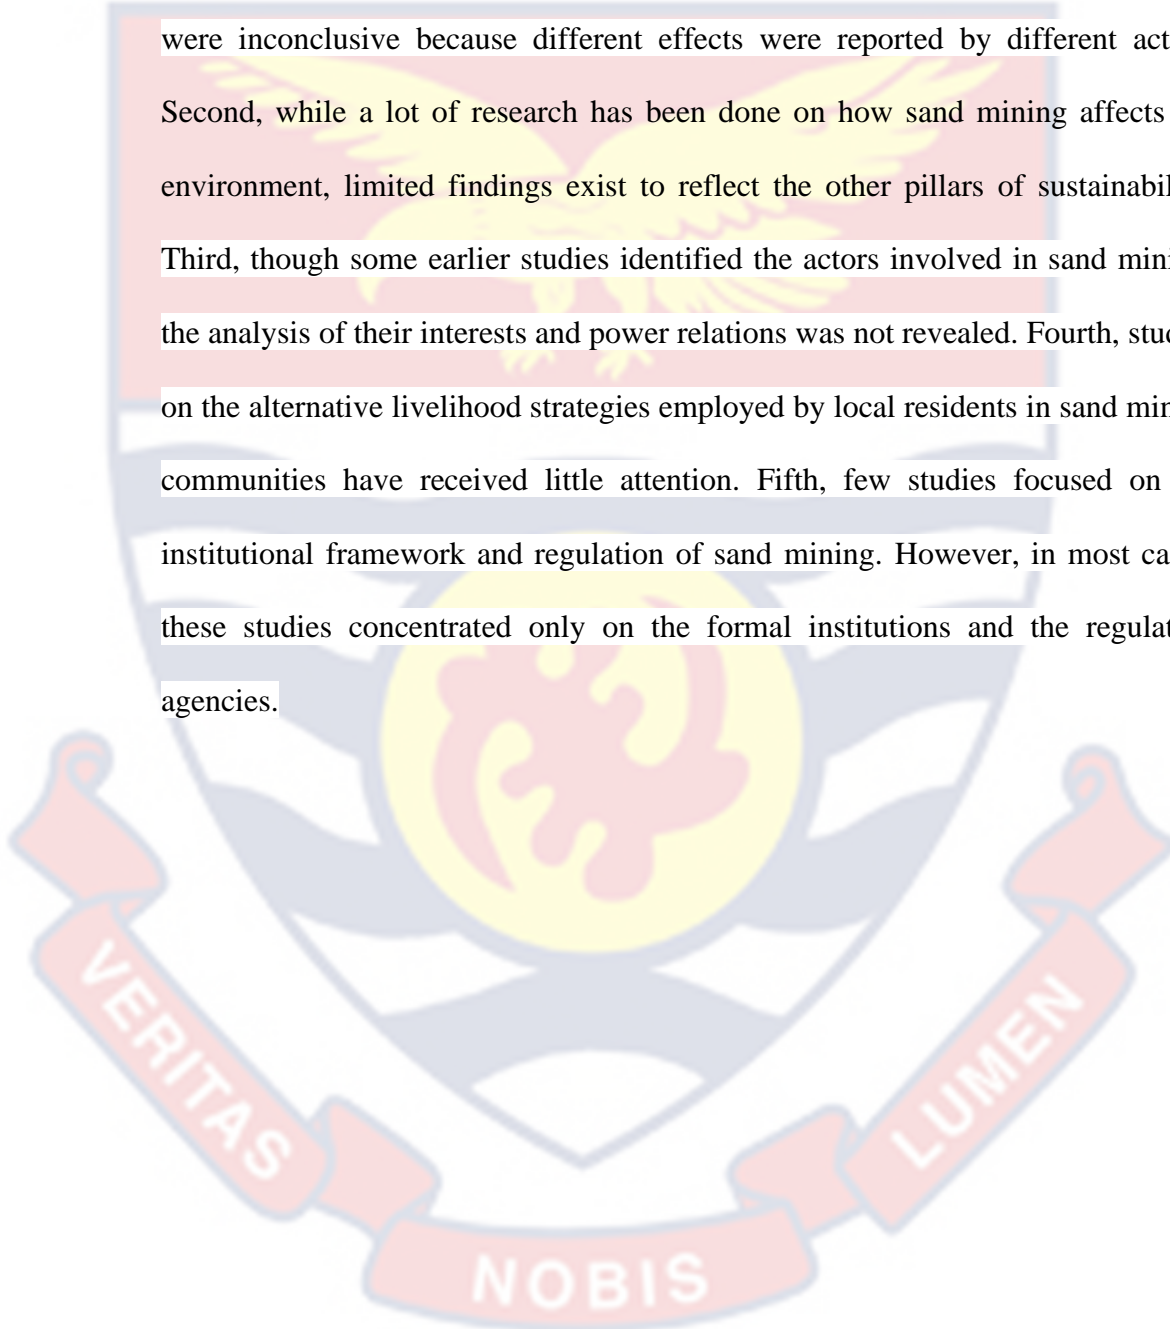 were inconclusive because different effects were reported by different act
Second, while a lot of research has been done on how sand mining affects
environment, limited findings exist to reflect the other pillars of sustainabil
Third, though some earlier studies identified the actors involved in sand mini
the analysis of their interests and power relations was not revealed. Fourth, stud
on the alternative livelihood strategies employed by local residents in sand min
communities have received little attention. Fifth, few studies focused on
institutional framework and regulation of sand mining. However, in most ca
these studies concentrated only on the formal institutions and the regulat
agencies.
VERITAS
NOBIS
LUMEN